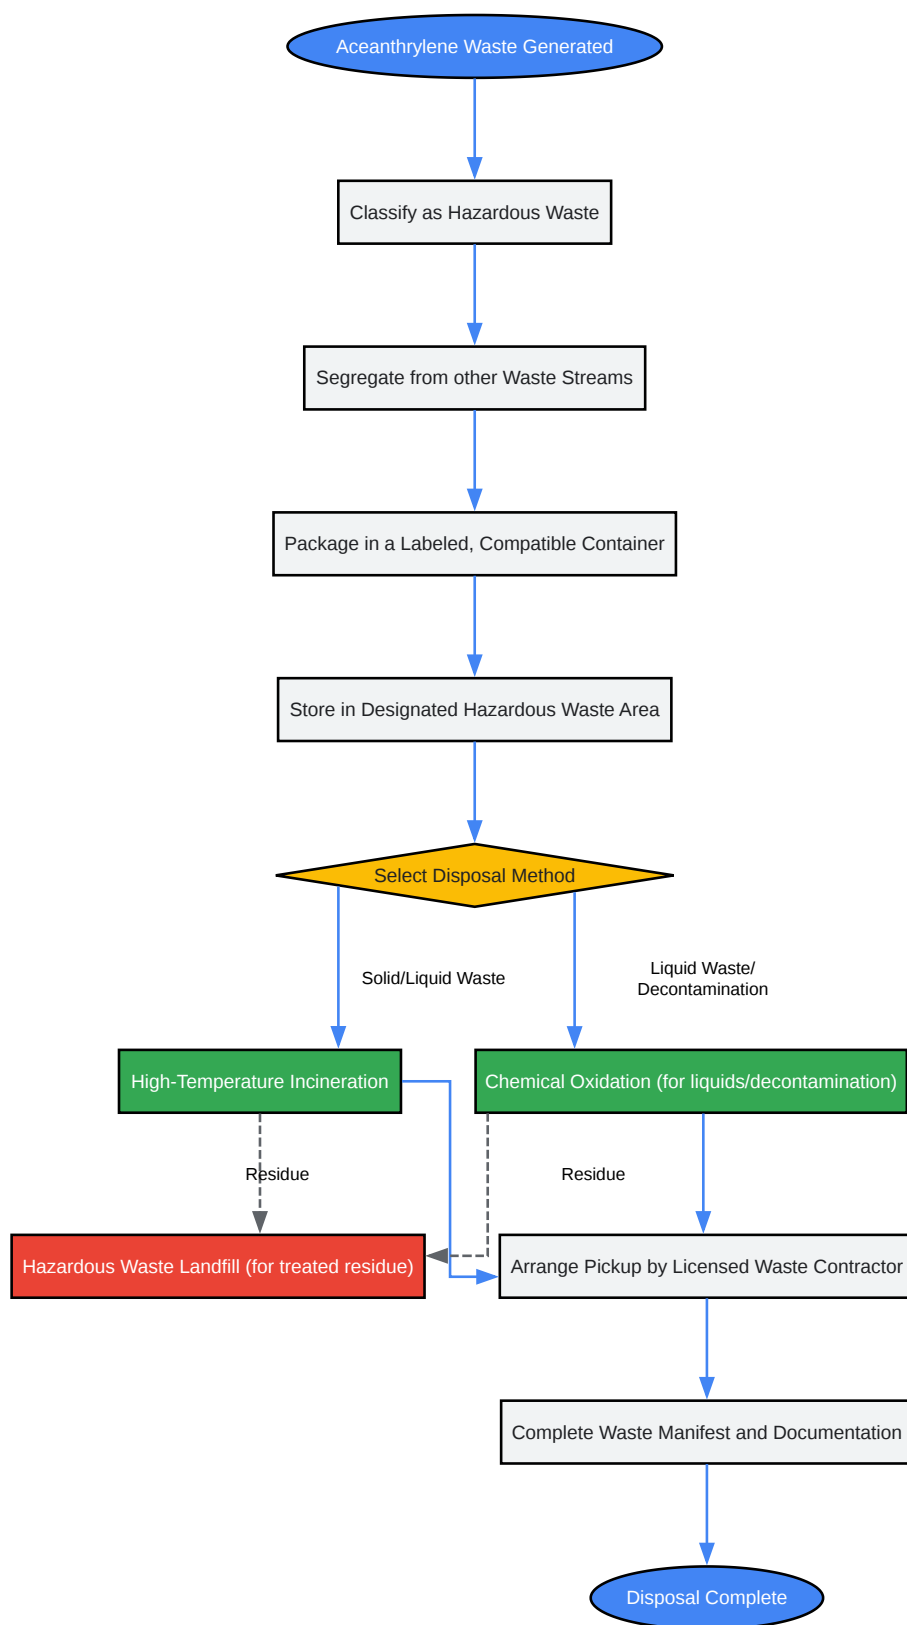 Aceanthrylene Waste Generated
Classify as Hazardous Waste
Segregate from other Waste Streams
Package in a Labeled, Compatible Container
Store in Designated Hazardous Waste Area
Select Disposal Method
Solid/Liquid Waste
Liquid Waste/
Decontamination
High-Temperature Incineration
Chemical Oxidation (for liquids/decontamination)
Residue
Residue
Hazardous Waste Landfill (for treated residue)
Arrange Pickup by Licensed Waste Contractor
Complete Waste Manifest and Documentation
Disposal Complete